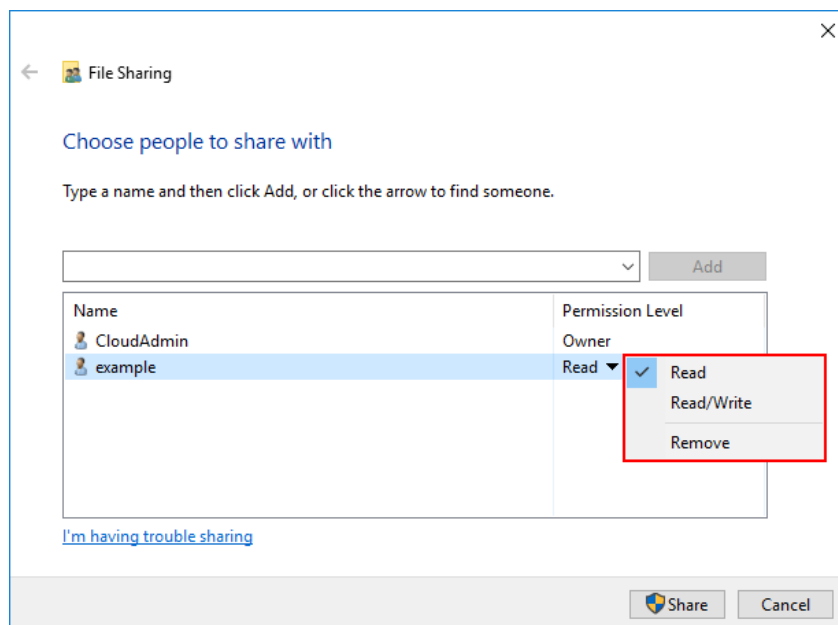 File Sharing
Choose people to share with
Type a name and then click Add, or click the arrow to find someone.
Add
Name Permission Level
CloudAdmin Owner
example Read
Read
Read/Write
Remove
I'm having trouble sharing
Share Cancel